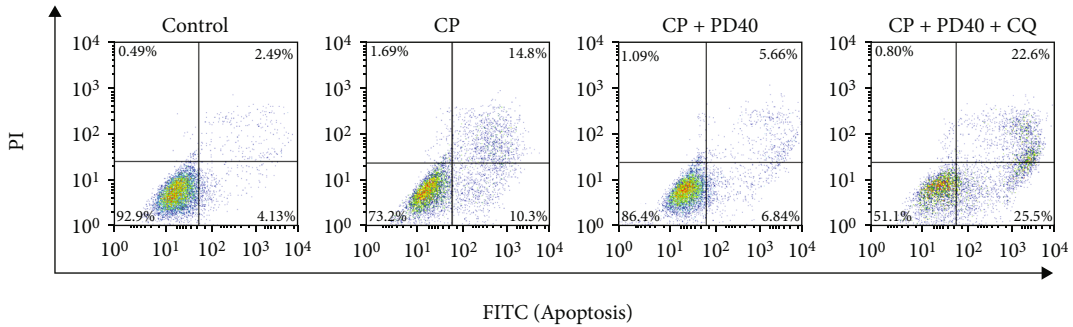 Control CP CP + PD40 CP + PD40 + CQ
PI
10⁴ 0.49% 2.49% 10⁴ 1.69% 14.8% 10⁴ 1.09% 5.66% 10⁴ 0.80% 22.6%
10³ 10³ 10³ 10³
10² 10² 10² 10²
10¹ 10¹ 10¹ 10¹
10⁰ 92.9% 4.13% 10⁰ 73.2% 10.3% 10⁰ 86.4% 6.84% 10⁰ 51.1% 25.5%
10⁰ 10¹ 10² 10³ 10⁴ 10⁰ 10¹ 10² 10³ 10⁴ 10⁰ 10¹ 10² 10³ 10⁴ 10⁰ 10¹ 10² 10³ 10⁴
FITC (Apoptosis)